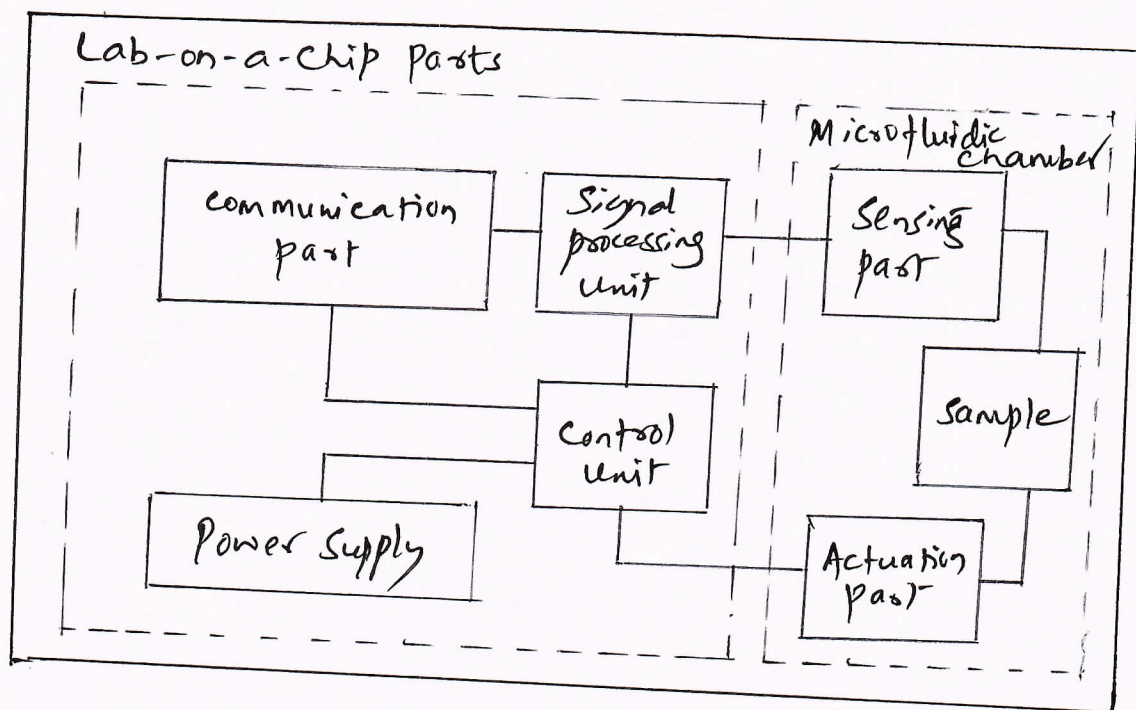 Lab-on-a-Chip Parts
Microfluidic
chamber
communication
part
Signal
processing
unit
Sensing
part
Sample
control
unit
Power Supply
Actuation
part